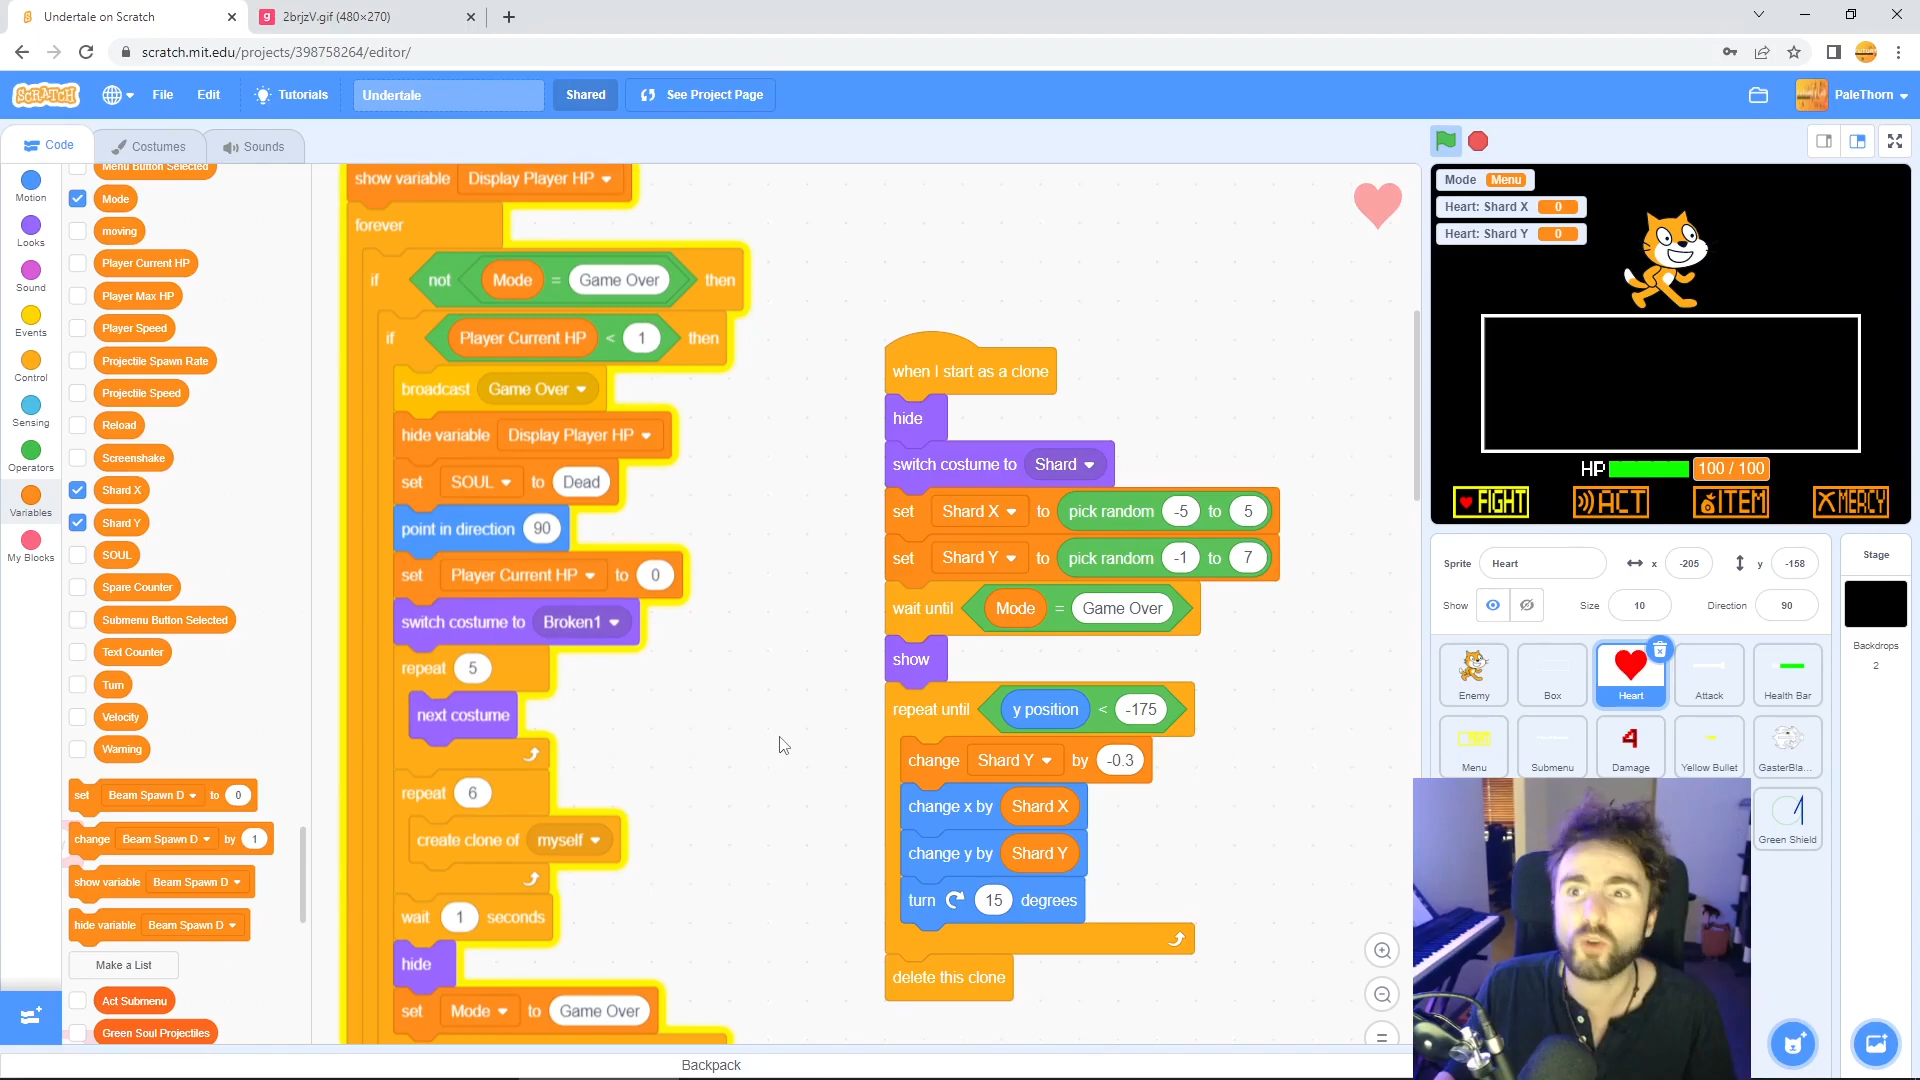 Undertale on Scratch
2brjzV.gif (480×270)
scratch.mit.edu/projects/398758264/editor/
SCRATCH
File
Edit
Tutorials
Undertale
Shared
See Project Page
PaleThorn
Code
Costumes
Sounds
Motion
Looks
Sound
Events
Control
Sensing
Operators
Variables
My Blocks
Menu Button Selected
Mode
moving
Player Current HP
Player Max HP
Player Speed
Projectile Spawn Rate
Projectile Speed
Reload
Screenshake
Shard X
Shard Y
SOUL
Spare Counter
Submenu Button Selected
Text Counter
Turn
Velocity
Warning
set Beam Spawn D to 0
change Beam Spawn D by 1
show variable Beam Spawn D
hide variable Beam Spawn D
Make a List
Act Submenu
Green Soul Projectiles
show variable Display Player HP
forever
if not Mode = Game Over then
if Player Current HP < 1 then
broadcast Game Over
hide variable Display Player HP
set SOUL to Dead
point in direction 90
set Player Current HP to 0
switch costume to Broken1
repeat 5
next costume
repeat 6
create clone of myself
wait 1 seconds
hide
set Mode to Game Over
when I start as a clone
hide
switch costume to Shard
set Shard X to pick random -5 to 5
set Shard Y to pick random -1 to 7
wait until Mode = Game Over
show
repeat until y position < -175
change Shard Y by -0.3
change x by Shard X
change y by Shard Y
turn 15 degrees
delete this clone
Backpack
Mode Menu
Heart: Shard X 0
Heart: Shard Y 0
HP 100 / 100
FIGHT
ACT
ITEM
MERCY
Sprite Heart x -205 y -158
Show Size 10 Direction 90
Enemy
Box
Heart
Attack
Health Bar
Menu
Submenu
4
Damage
Yellow Bullet
GasterBla...
Green Shield
Stage
Backdrops
2